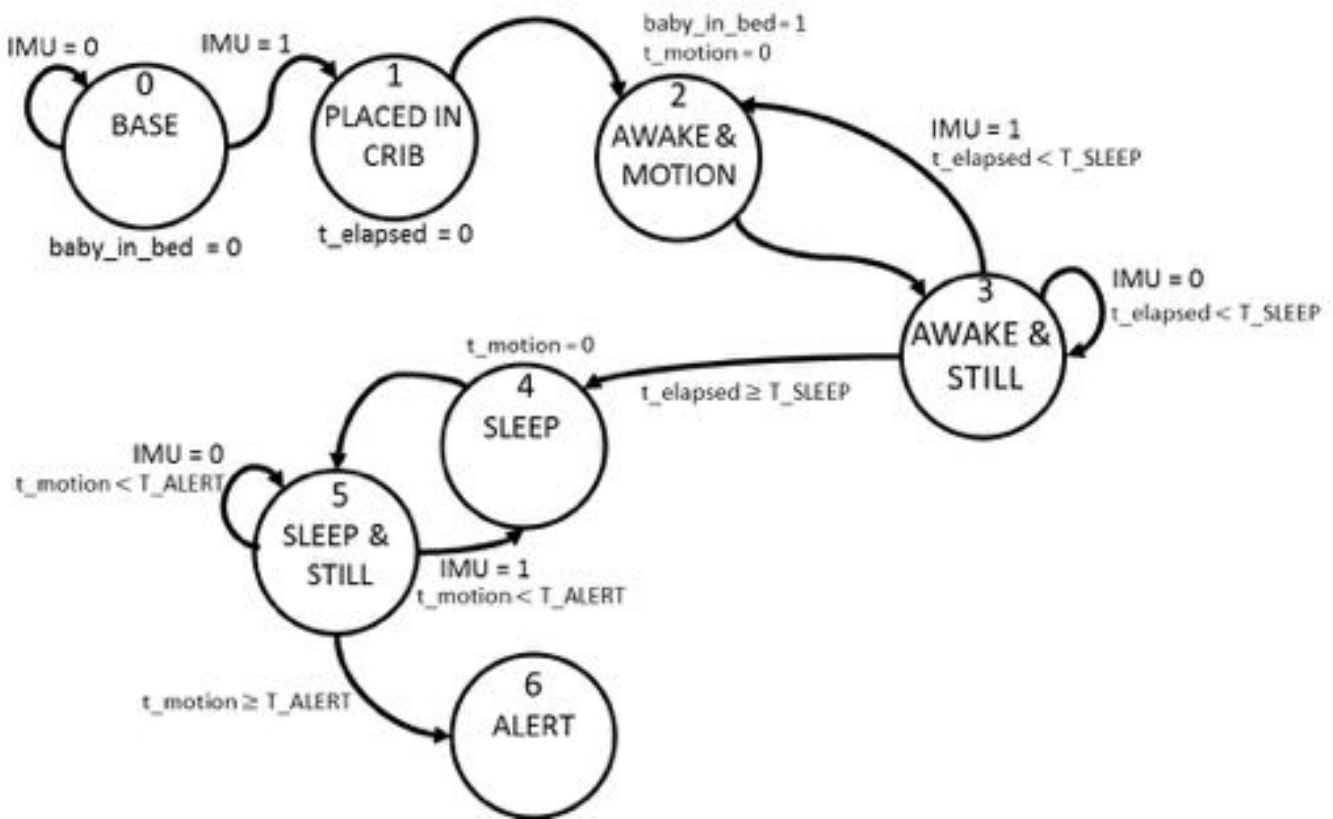 IMU = 0
IMU = 1
0
BASE
baby_in_bed = 0
1
PLACED IN
CRIB
t_elapsed = 0
baby_in_bed = 1
t_motion = 0
2
AWAKE &
MOTION
IMU = 1
t_elapsed < T_SLEEP
3
AWAKE &
STILL
IMU = 0
t_elapsed < T_SLEEP
t_elapsed ≥ T_SLEEP
t_motion = 0
4
SLEEP
IMU = 0
t_motion < T_ALERT
5
SLEEP &
STILL
IMU = 1
t_motion < T_ALERT
t_motion ≥ T_ALERT
6
ALERT